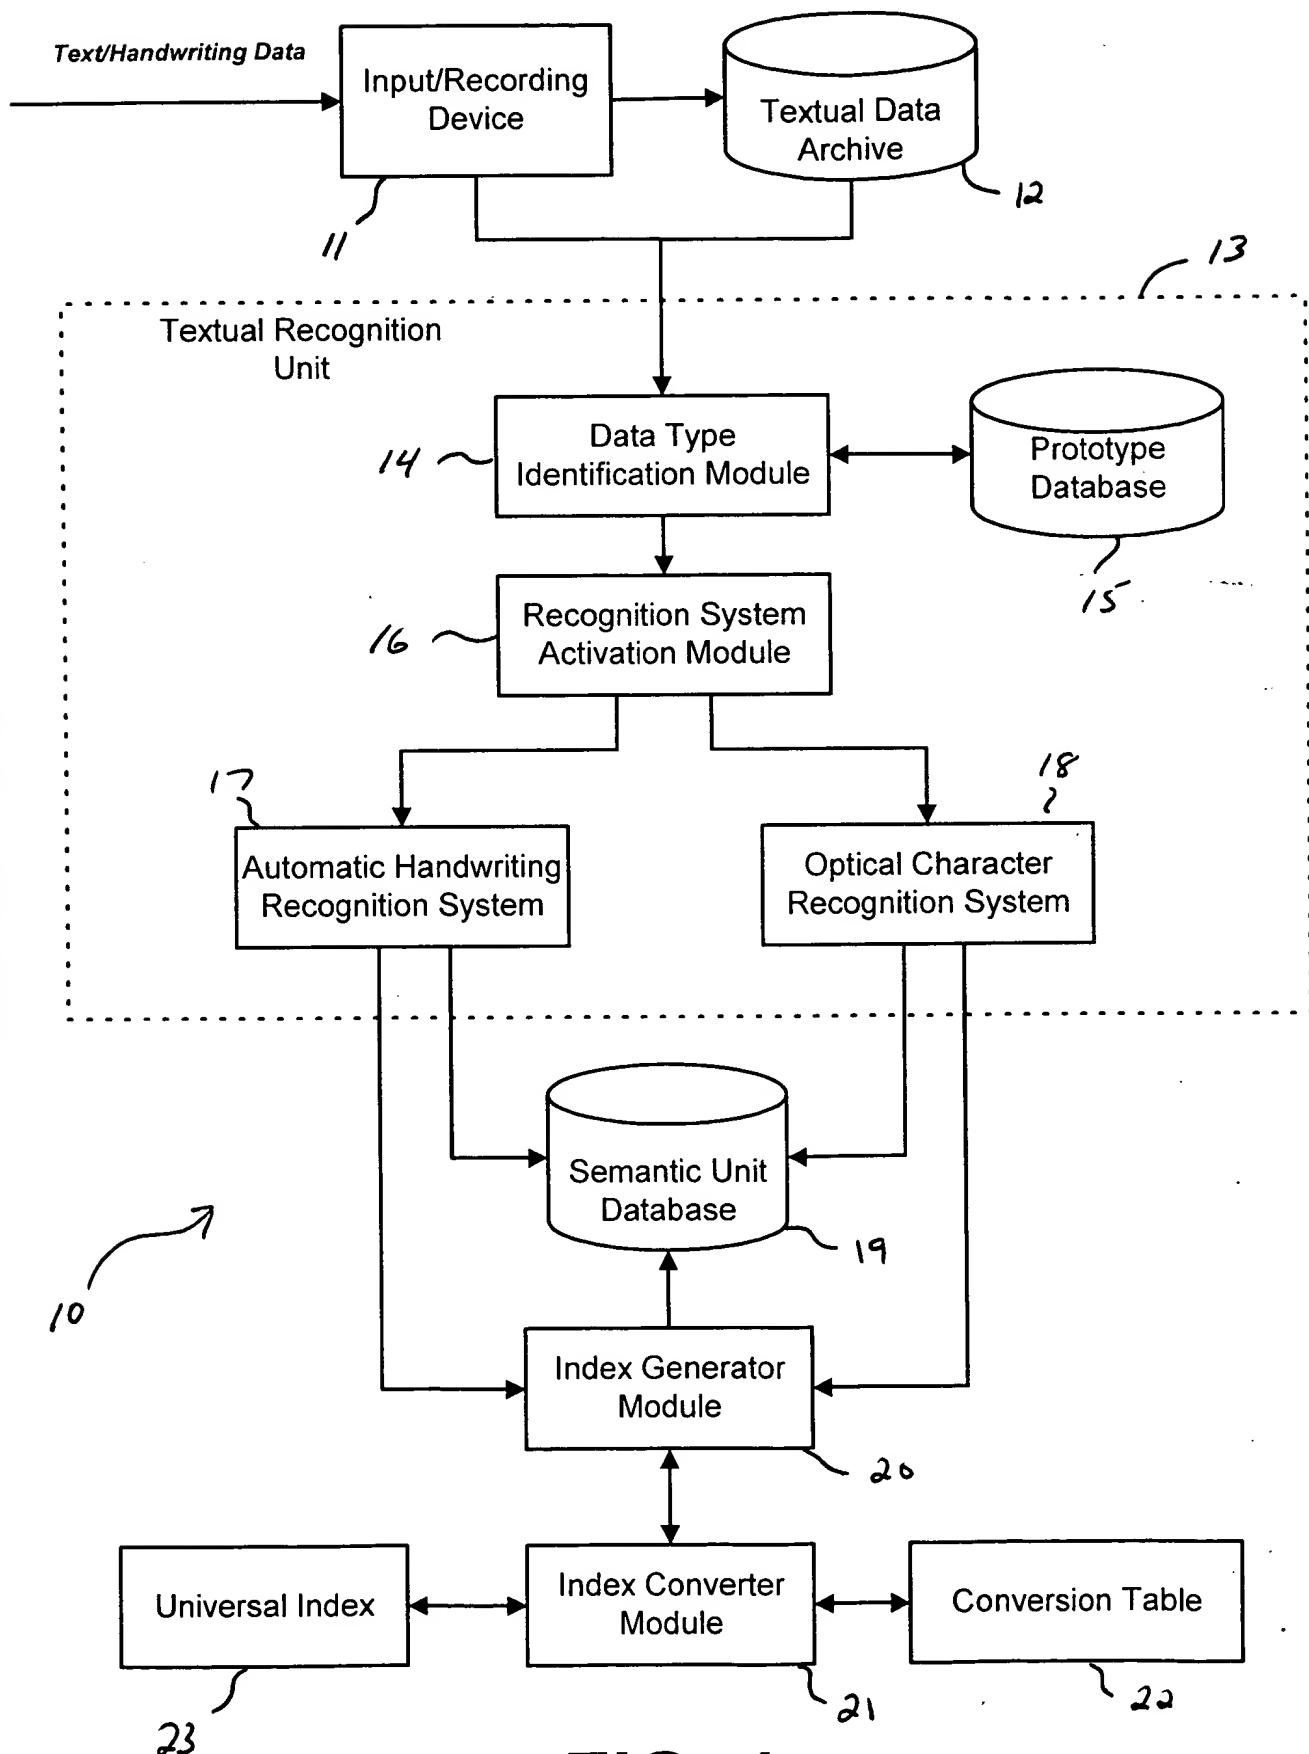 Text/Handwriting Data
Input/Recording
Device
Textual Data
Archive
11
12
13
Textual Recognition
Unit
14
Data Type
Identification Module
Prototype
Database
15
16
Recognition System
Activation Module
17
18
Automatic Handwriting
Recognition System
Optical Character
Recognition System
Semantic Unit
Database
19
10
Index Generator
Module
20
Universal Index
Index Converter
Module
Conversion Table
23
21
22